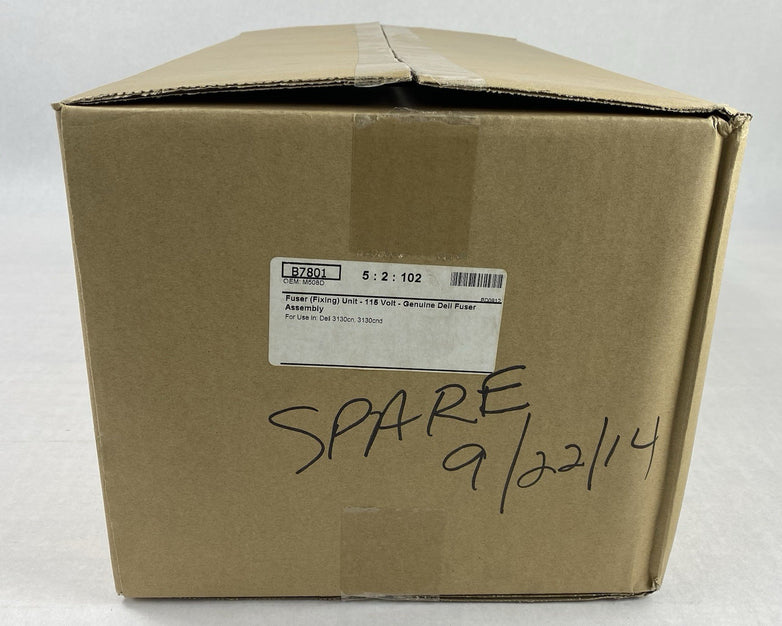 B7801
5 : 2 : 102
OEM: M508D
BD0912
Fuser (Fixing) Unit - 115 Volt - Genuine Dell Fuser
Assembly
For Use in: Dell 3130cn, 3130cnd
SPARE
9/22/14